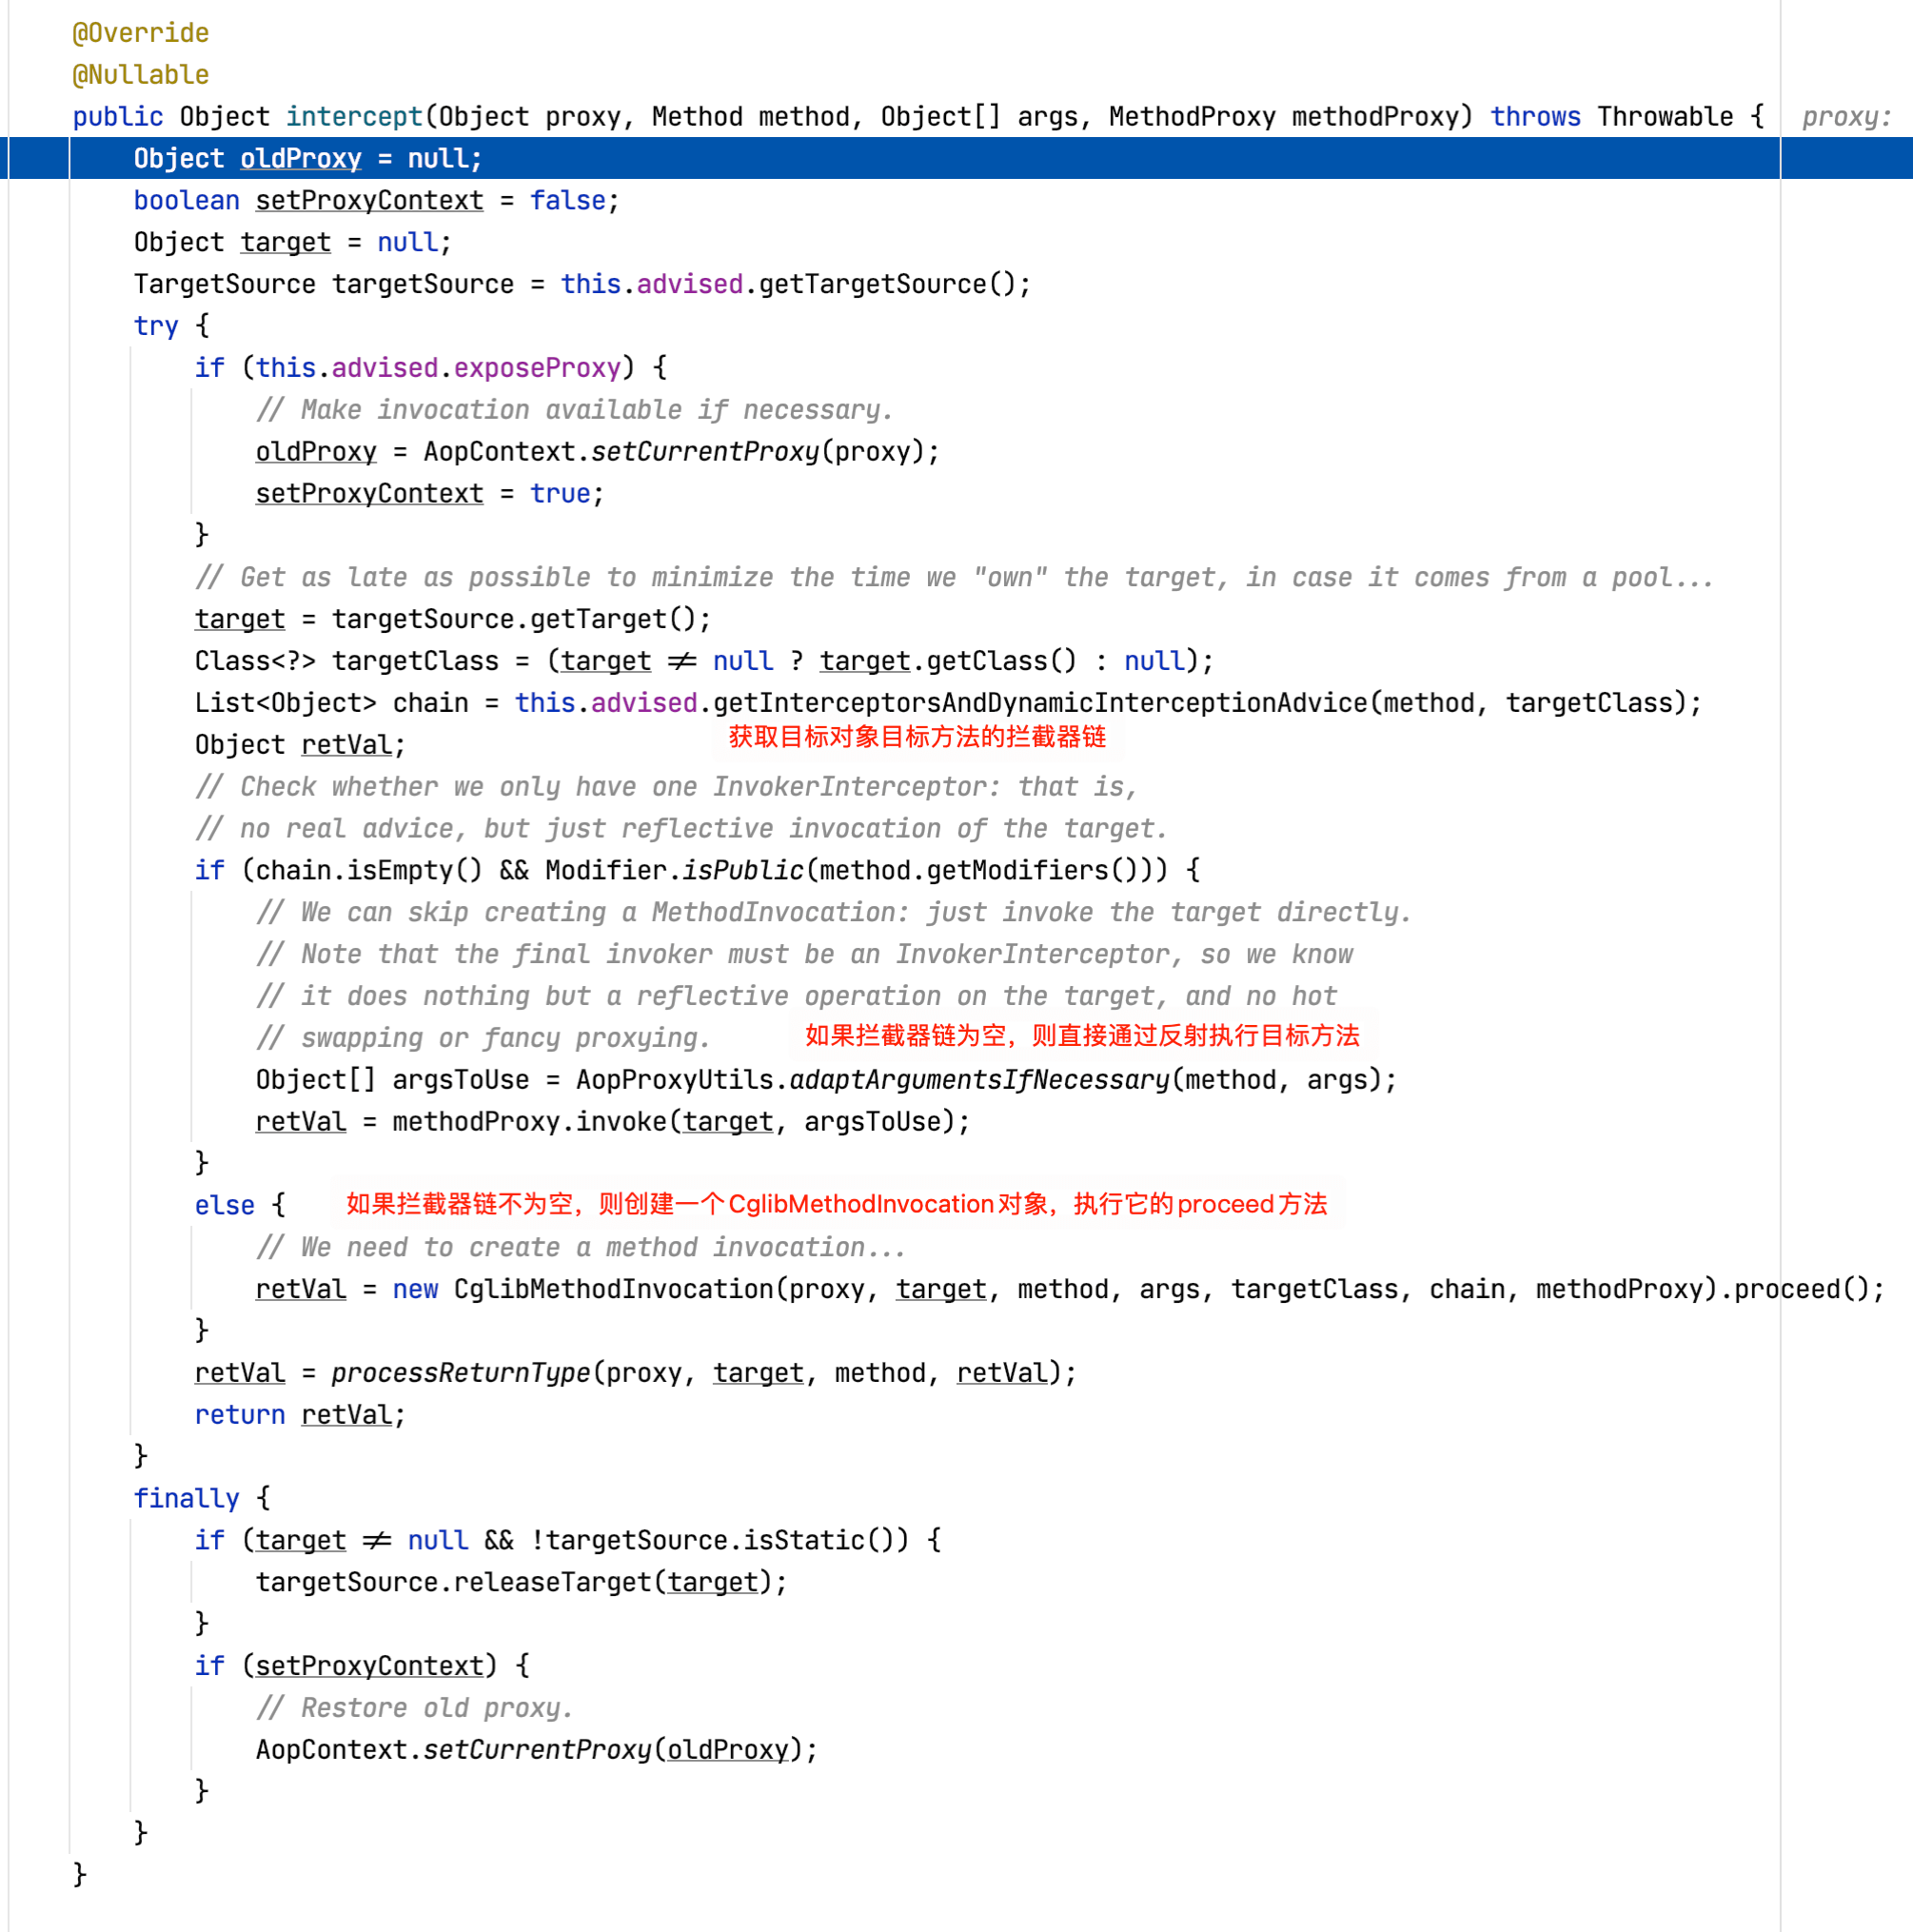 @Override
@Nullable
public Object intercept(Object proxy, Method method, Object[] args, MethodProxy methodProxy) throws Throwable {  proxy:
    Object oldProxy = null;
    boolean setProxyContext = false;
    Object target = null;
    TargetSource targetSource = this.advised.getTargetSource();
    try {
        if (this.advised.exposeProxy) {
            // Make invocation available if necessary.
            oldProxy = AopContext.setCurrentProxy(proxy);
            setProxyContext = true;
        }
        // Get as late as possible to minimize the time we "own" the target, in case it comes from a pool...
        target = targetSource.getTarget();
        Class<?> targetClass = (target != null ? target.getClass() : null);
        List<Object> chain = this.advised.getInterceptorsAndDynamicInterceptionAdvice(method, targetClass);
获取目标对象目标方法的拦截器链
        Object retVal;
        // Check whether we only have one InvokerInterceptor: that is,
        // no real advice, but just reflective invocation of the target.
        if (chain.isEmpty() && Modifier.isPublic(method.getModifiers())) {
            // We can skip creating a MethodInvocation: just invoke the target directly.
            // Note that the final invoker must be an InvokerInterceptor, so we know
            // it does nothing but a reflective operation on the target, and no hot
            // swapping or fancy proxying. 如果拦截器链为空，则直接通过反射执行目标方法
            Object[] argsToUse = AopProxyUtils.adaptArgumentsIfNecessary(method, args);
            retVal = methodProxy.invoke(target, argsToUse);
        }
        else { 如果拦截器链不为空，则创建一个CglibMethodInvocation对象，执行它的proceed方法
            // We need to create a method invocation...
            retVal = new CglibMethodInvocation(proxy, target, method, args, targetClass, chain, methodProxy).proceed();
        }
        retVal = processReturnType(proxy, target, method, retVal);
        return retVal;
    }
    finally {
        if (target != null && !targetSource.isStatic()) {
            targetSource.releaseTarget(target);
        }
        if (setProxyContext) {
            // Restore old proxy.
            AopContext.setCurrentProxy(oldProxy);
        }
    }
}